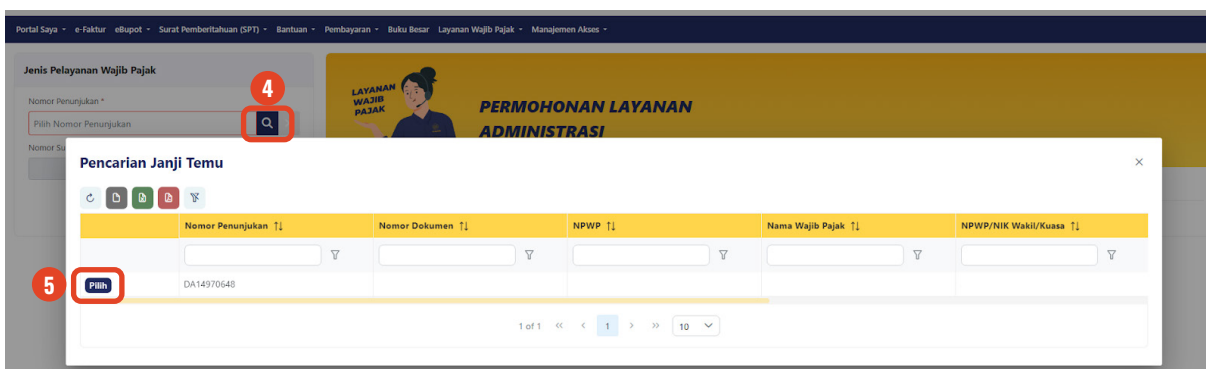 Portal Saya e-Faktur eBupot Surat Pemberitahuan (SPT) Bantuan Pembayaran Buku Besar Layanan Wajib Pajak Manajemen Akses
Jenis Pelayanan Wajib Pajak
Nomor Penunjukan *
4
Pilih Nomor Penunjukan
Nomor Su
LAYANAN
WAJIB
PAJAK
PERMOHONAN LAYANAN
ADMINISTRASI
Pencarian Janji Temu
Nomor Penunjukan Nomor Dokumen NPWP Nama Wajib Pajak NPWP/NIK Wakil/Kuasa
5 Pilih DA14970648
1 of 1 << < 1 > >> 10